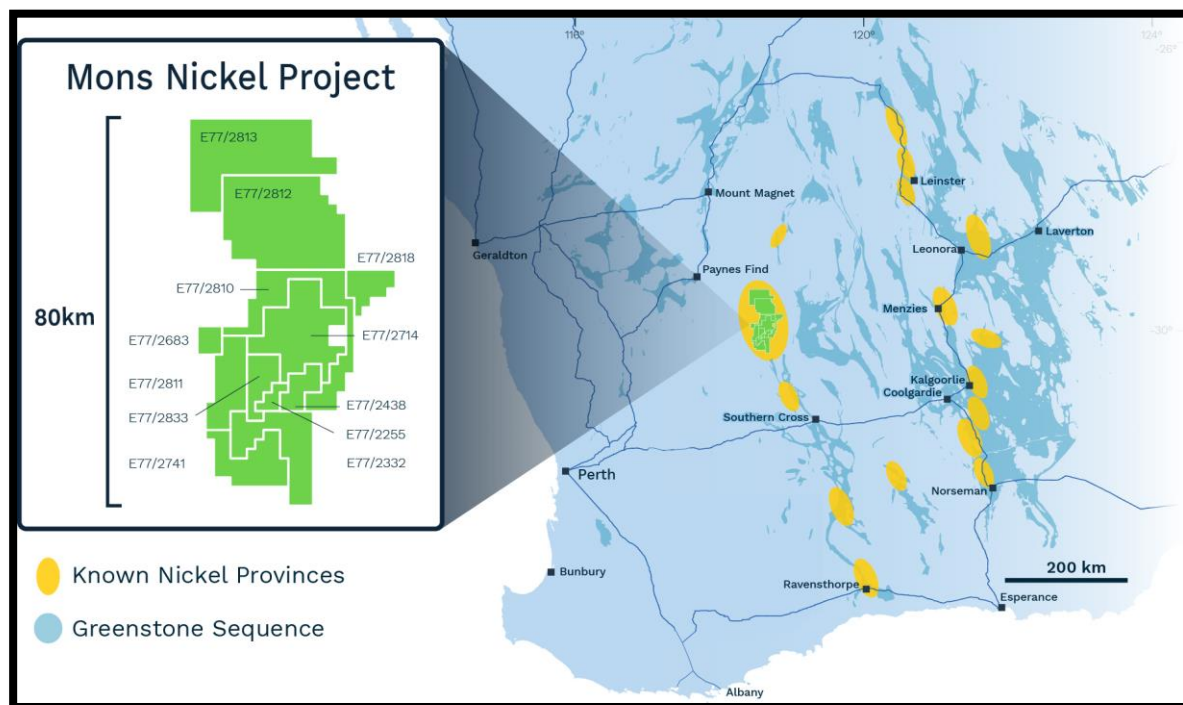 Mons Nickel Project
80km
E77/2813
E77/2812
E77/2818
E77/2810
E77/2714
E77/2683
E77/2811
E77/2438
E77/2833
E77/2255
E77/2741
E77/2332
Known Nickel Provinces
Greenstone Sequence
116°
120°
124°
-26°
-30°
Mount Magnet
Leinster
Geraldton
Laverton
Leonora
Paynes Find
Menzies
Kalgoorlie
Coolgardie
Southern Cross
Perth
Norseman
Bunbury
Ravensthorpe
200 km
Esperance
Albany